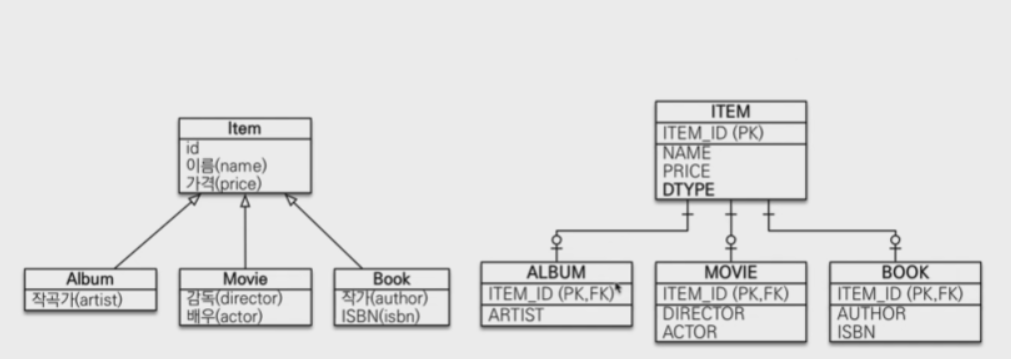 Item
id
이름(name)
가격(price)
Album
작곡가(artist)
Movie
감독(director)
배우(actor)
Book
작가(author)
ISBN(isbn)
ITEM
ITEM_ID (PK)
NAME
PRICE
DTYPE
ALBUM
ITEM_ID (PK,FK)
ARTIST
MOVIE
ITEM_ID (PK,FK)
DIRECTOR
ACTOR
BOOK
ITEM_ID (PK,FK)
AUTHOR
ISBN